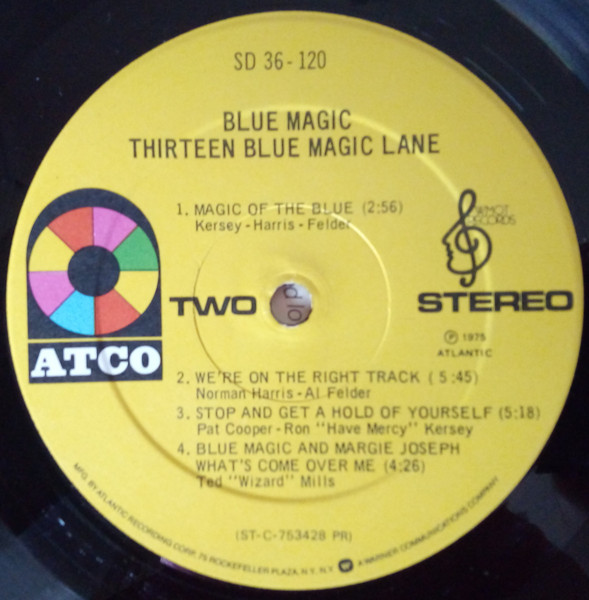 SD 36-120
BLUE MAGIC
THIRTEEN BLUE MAGIC LANE
1. MAGIC OF THE BLUE (2:56)
Kersey - Harris - Felder
WMOT
RECORDS
TWO
STEREO
ATCO
Ⓟ 1975
ATLANTIC
2. WE'RE ON THE RIGHT TRACK ( 5:45)
Norman Harris - Al Felder
3. STOP AND GET A HOLD OF YOURSELF (5:18)
Pat Cooper - Ron "Have Mercy" Kersey
4. BLUE MAGIC AND MARGIE JOSEPH
WHAT'S COME OVER ME (4:26)
Ted "Wizard" Mills
(ST-C-753428 PR)
MFG. BY ATLANTIC RECORDING CORP. 75 ROCKEFELLER PLAZA, N.Y. N.Y. A WARNER COMMUNICATIONS COMPANY